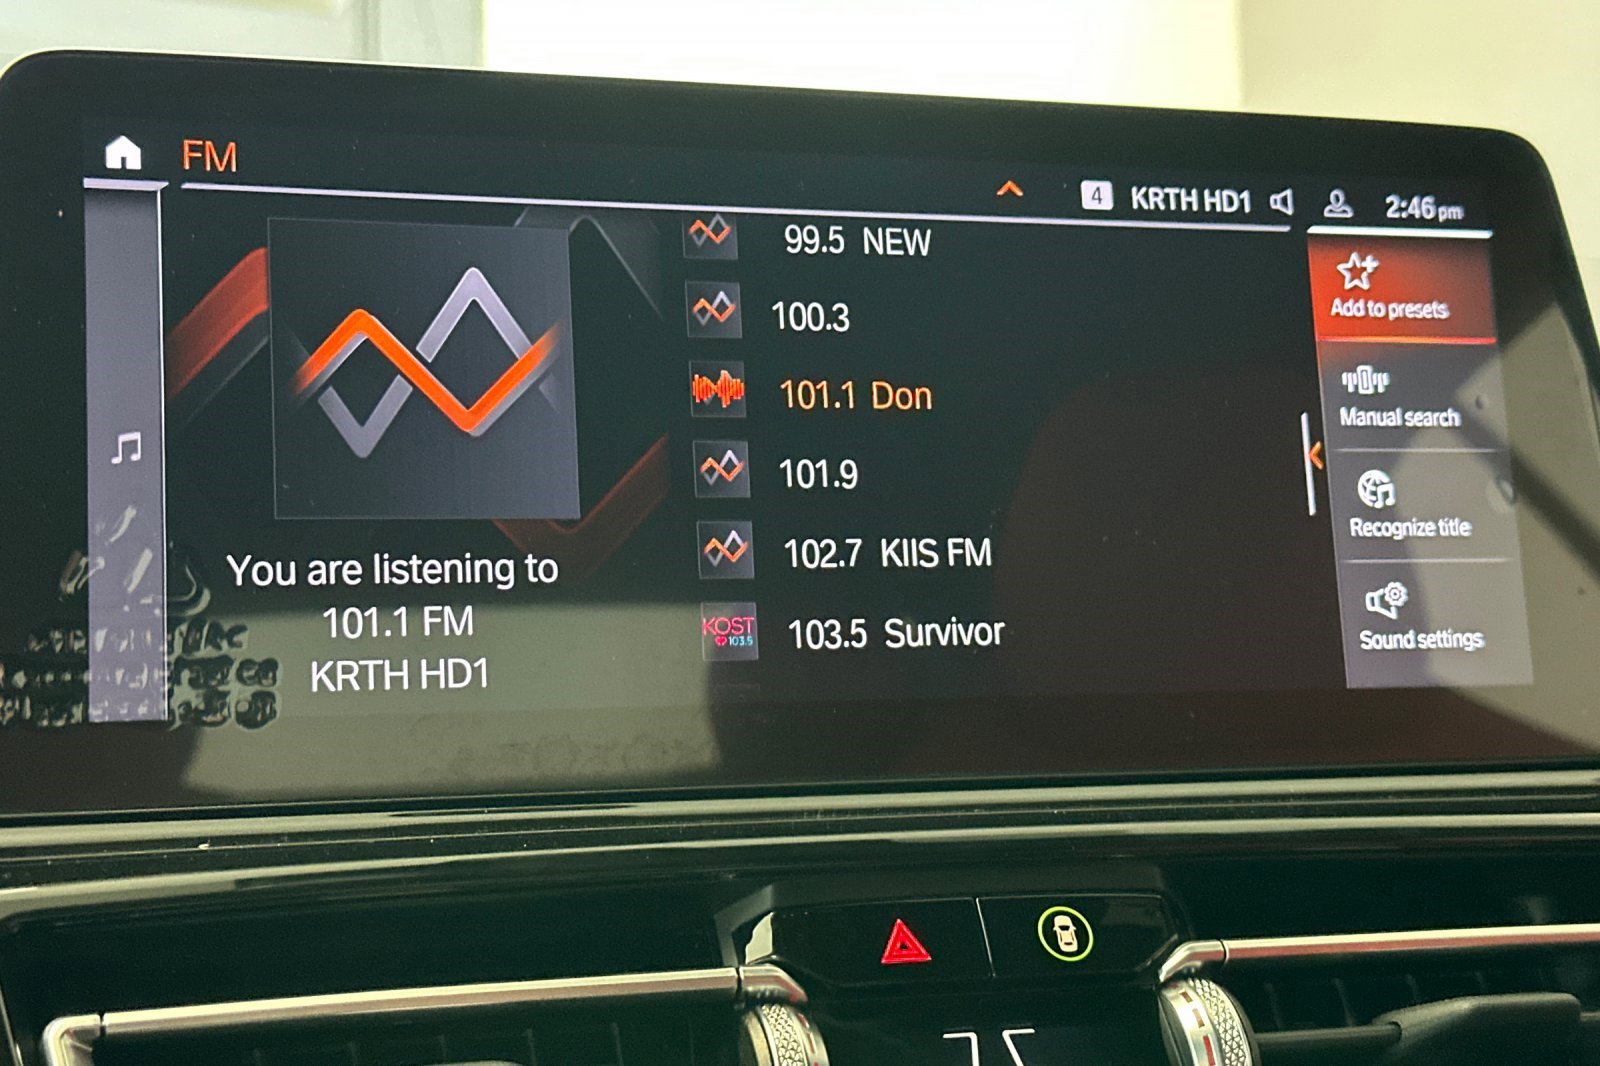 FM
4 KRTH HD1 2:46 pm
99.5 NEW
100.3
101.1 Don
101.9
102.7 KIIS FM
KOST
103.5
103.5 Survivor
You are listening to
101.1 FM
KRTH HD1
Add to presets
Manual search
Recognize title
Sound settings